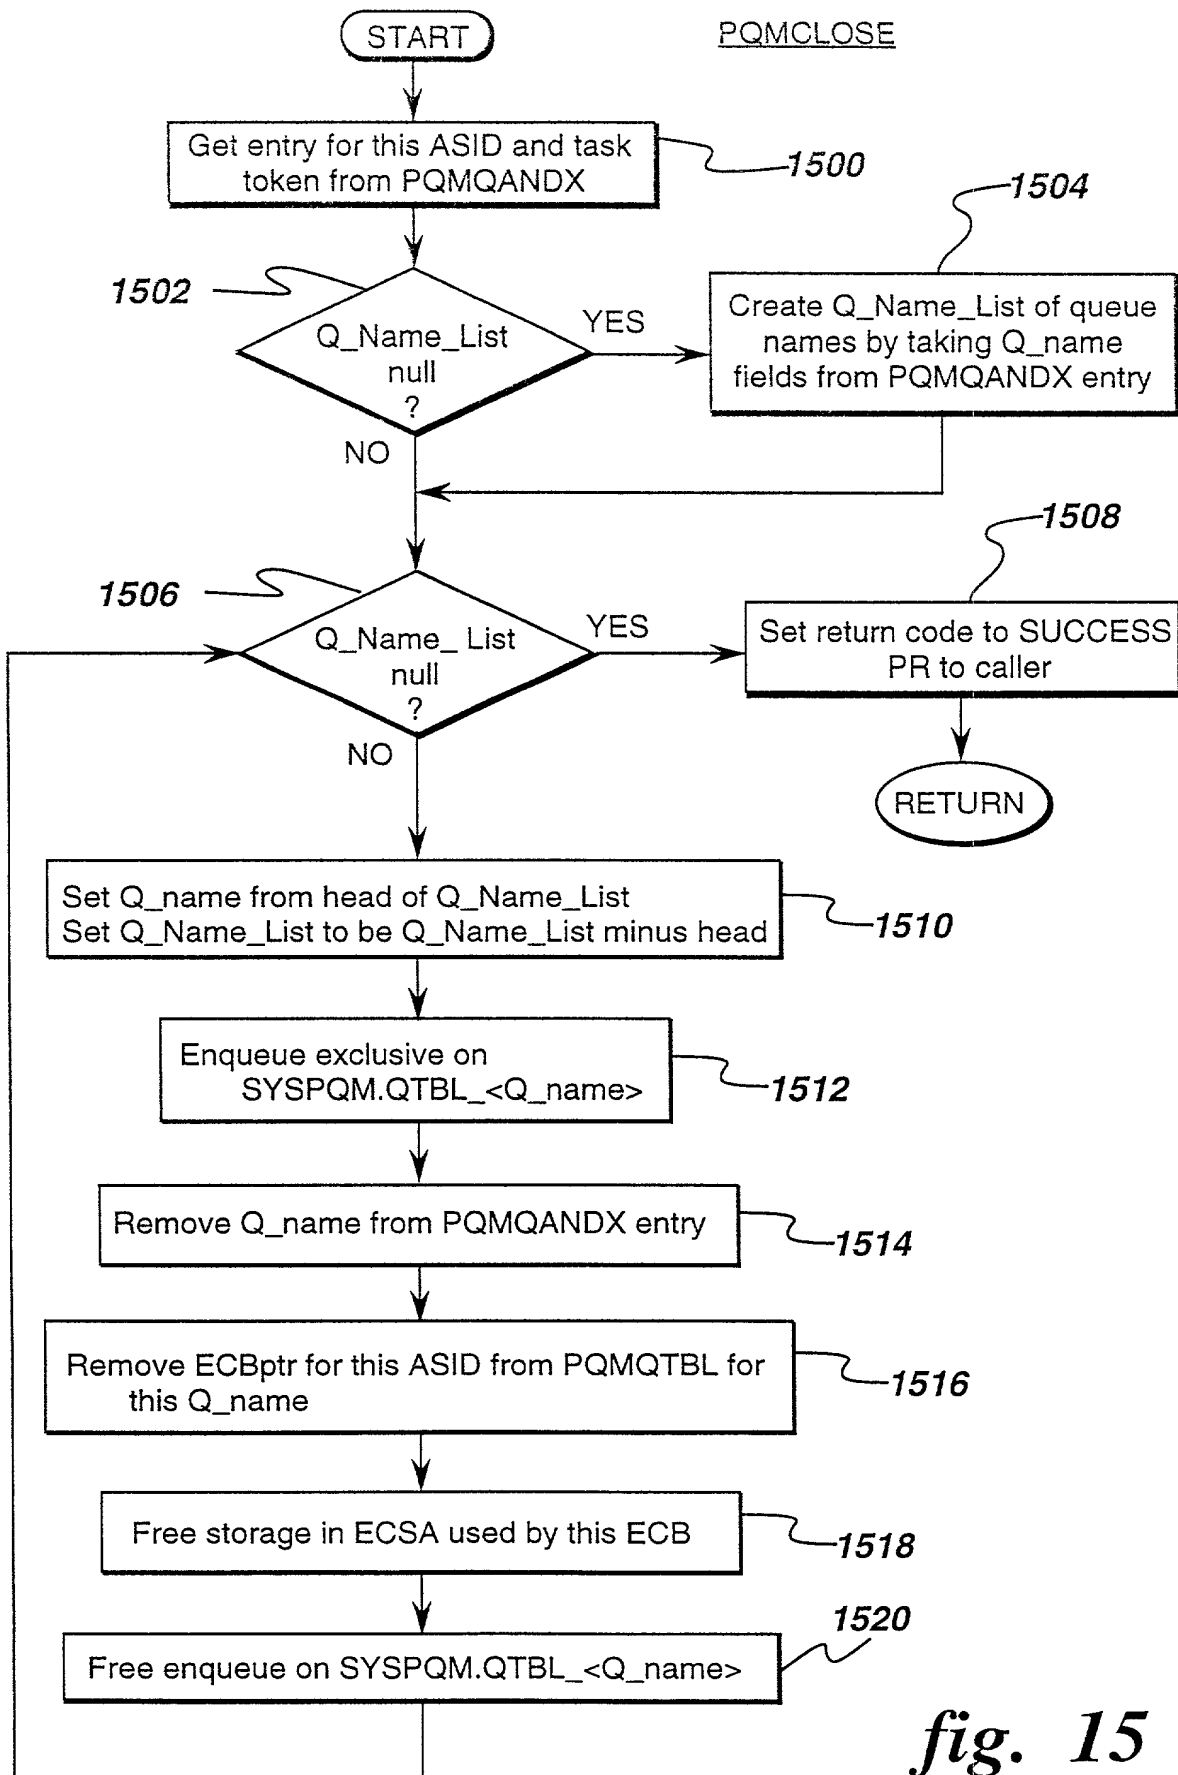 START
PQMCLOSE
Get entry for this ASID and task
token from PQMQANDX
1500
1504
1502
Q_Name_List
null
?
YES
Create Q_Name_List of queue
names by taking Q_name
fields from PQMQANDX entry
NO
1508
1506
Q_Name_ List
null
?
YES
Set return code to SUCCESS
PR to caller
NO
RETURN
Set Q_name from head of Q_Name_List
Set Q_Name_List to be Q_Name_List minus head
1510
Enqueue exclusive on
SYSPQM.QTBL_<Q_name>
1512
Remove Q_name from PQMQANDX entry
1514
Remove ECBptr for this ASID from PQMQTBL for
this Q_name
1516
Free storage in ECSA used by this ECB
1518
1520
Free enqueue on SYSPQM.QTBL_<Q_name>
fig. 15